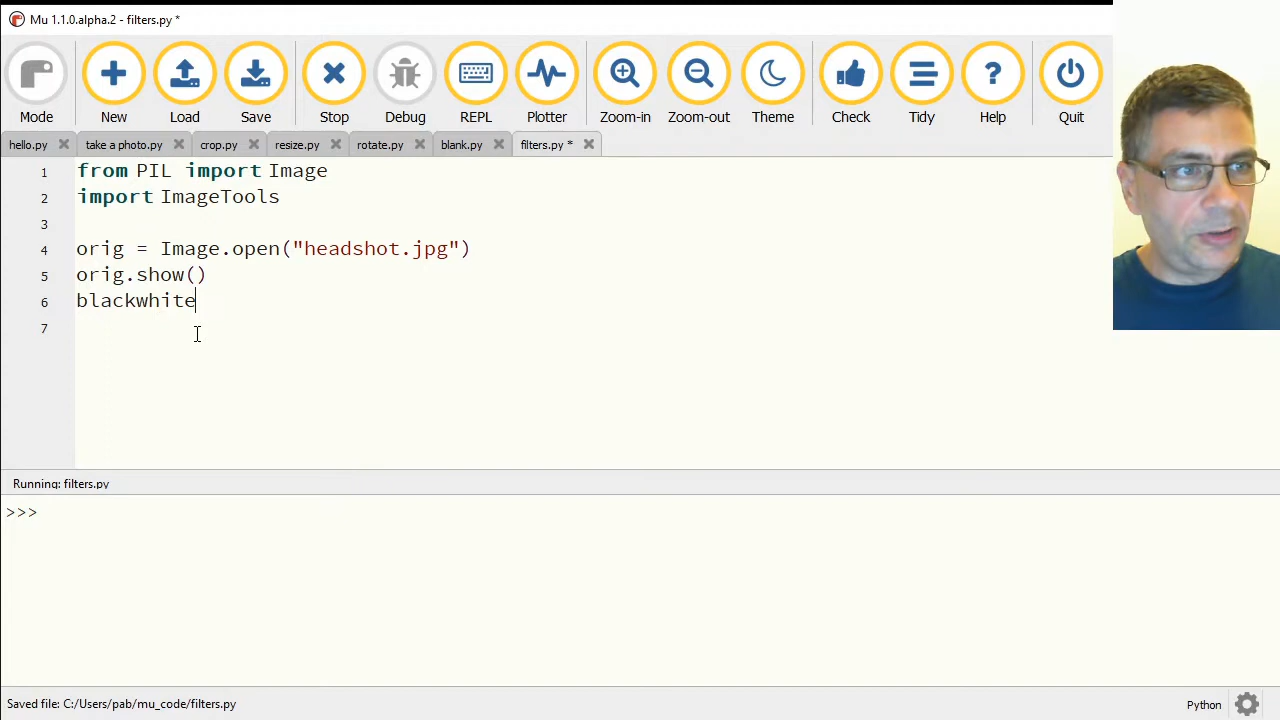 Mu 1.1.0.alpha.2 - filters.py *
Mode New Load Save Stop Debug REPL Plotter Zoom-in Zoom-out Theme Check Tidy Help Quit
hello.py take a photo.py crop.py resize.py rotate.py blank.py filters.py *
1 from PIL import Image
2 import ImageTools
3
4 orig = Image.open("headshot.jpg")
5 orig.show()
6 blackwhite
7
Running: filters.py
>>>
Saved file: C:/Users/pab/mu_code/filters.py Python